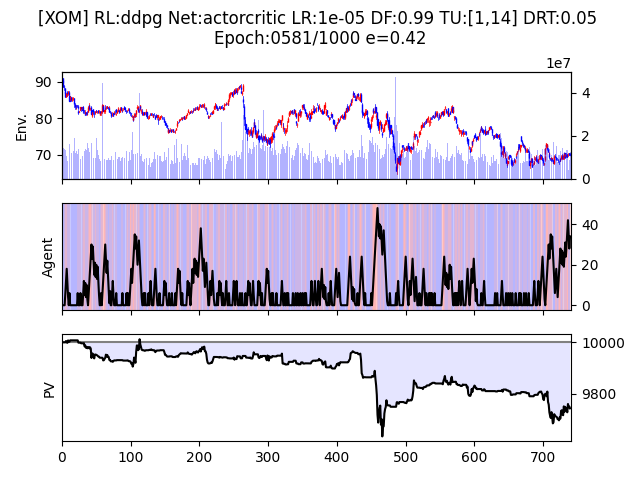 [XOM] RL:ddpg Net:actorcritic LR:1e-05 DF:0.99 TU:[1,14] DRT:0.05
Epoch:0581/1000 e=0.42
1e7
Env.
90
80
70
4
2
0
Agent
40
20
0
PV
10000
9800
0 100 200 300 400 500 600 700